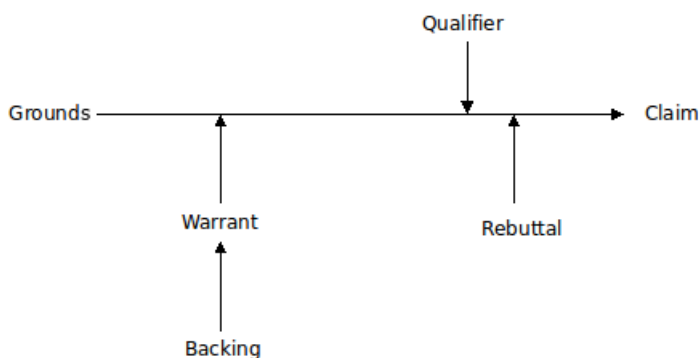 Qualifier
Grounds
Claim
Warrant
Rebuttal
Backing